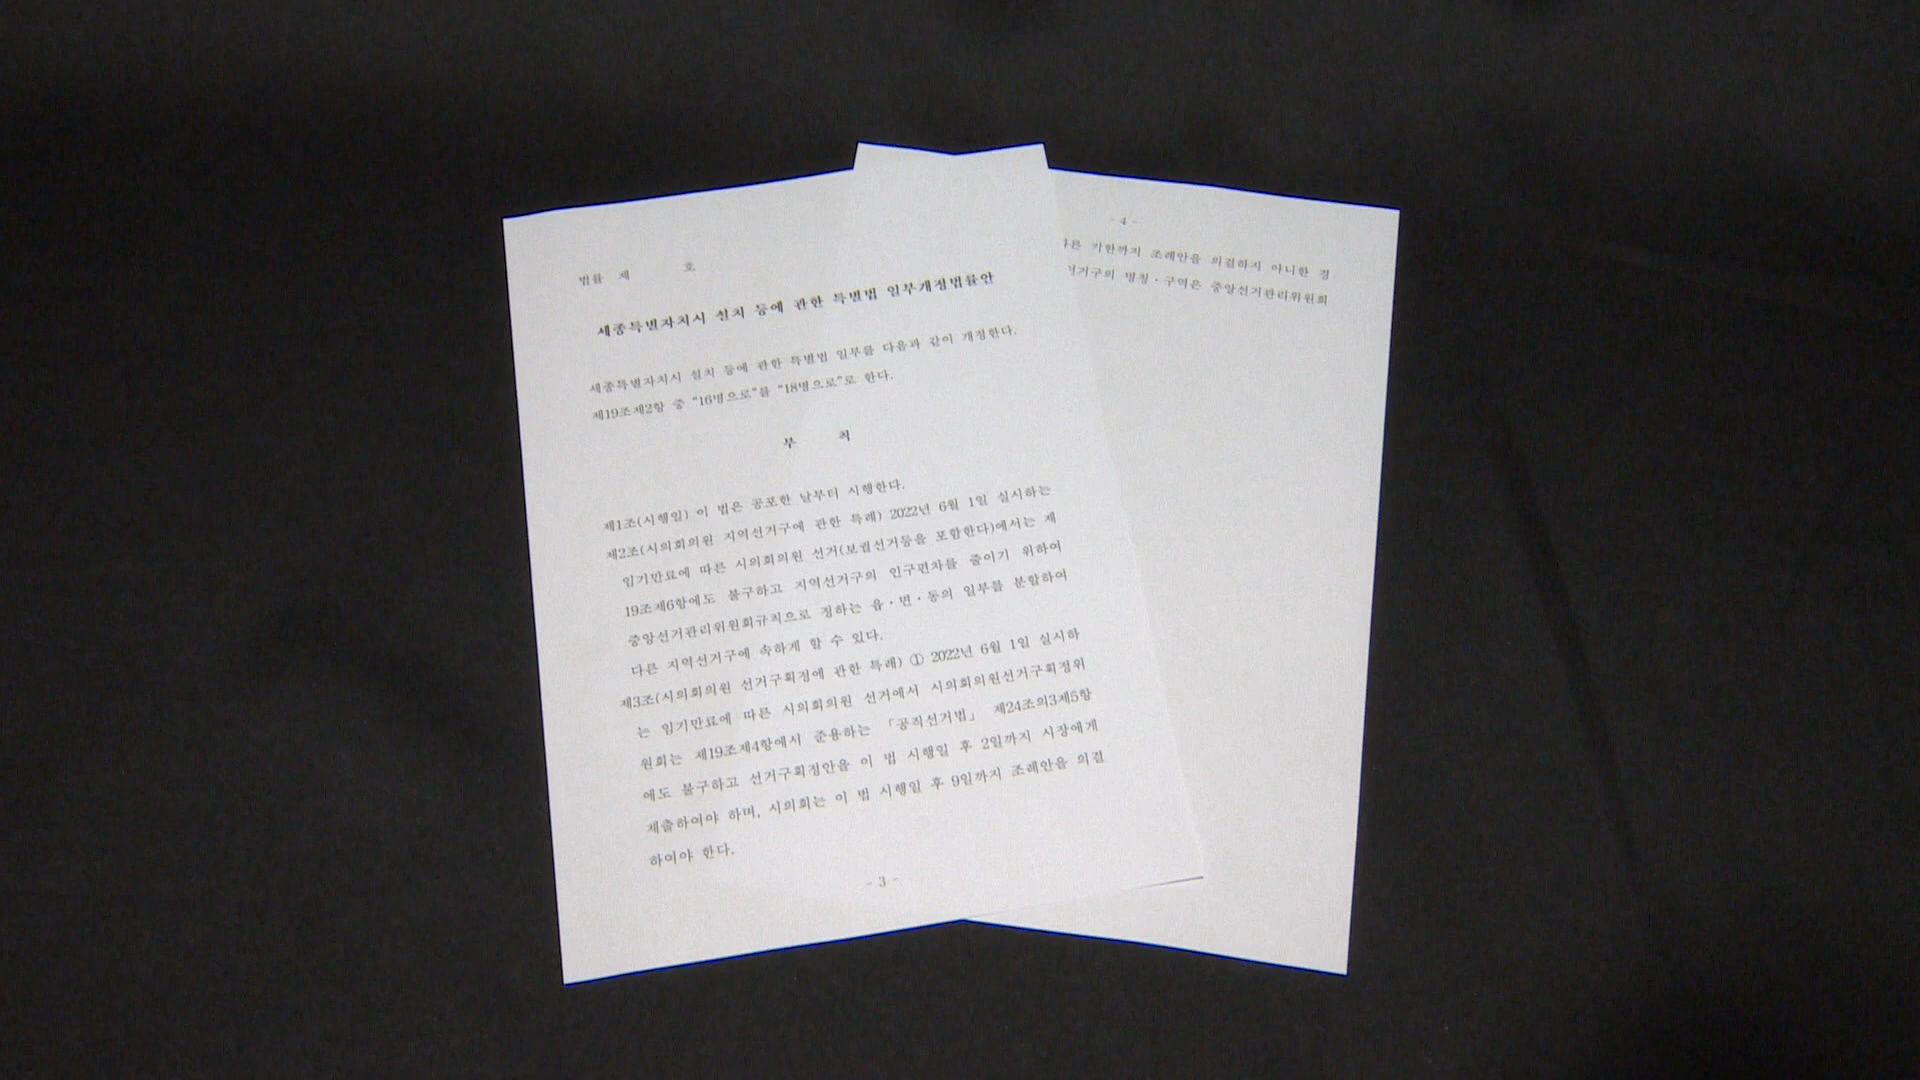 법률 제 호
세종특별자치시 설치 등에 관한 특별법 일부개정법률안
세종특별자치시 설치 등에 관한 특별법 일부를 다음과 같이 개정한다.
제19조제2항 중 “16명으로”를 “18명으로”로 한다.
부 칙
제1조(시행일) 이 법은 공포한 날부터 시행한다.
제2조(시의회의원 지역선거구에 관한 특례) 2022년 6월 1일 실시하는
임기만료에 따른 시의회의원 선거(보궐선거등을 포함한다)에서는 제
19조제6항에도 불구하고 지역선거구의 인구편차를 줄이기 위하여
중앙선거관리위원회규칙으로 정하는 읍·면·동의 일부를 분할하여
다른 지역선거구에 속하게 할 수 있다.
제3조(시의회의원 선거구획정에 관한 특례) ① 2022년 6월 1일 실시하
는 임기만료에 따른 시의회의원 선거에서 시의회의원선거구획정위
원회는 제19조제4항에서 준용하는 「공직선거법」 제24조의3제5항
에도 불구하고 선거구획정안을 이 법 시행일 후 2일까지 시장에게
제출하여야 하며, 시의회는 이 법 시행일 후 9일까지 조례안을 의결
하여야 한다.
- 3 -
- 4 -
기한까지 조례안을 의결하지 아니한 경
명칭·구역은 중앙선거관리위원회